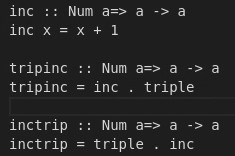 inc :: Num a=> a -> a
inc x = x + 1
tripinc :: Num a=> a -> a
tripinc = inc . triple
inctrip :: Num a=> a -> a
inctrip = triple . inc